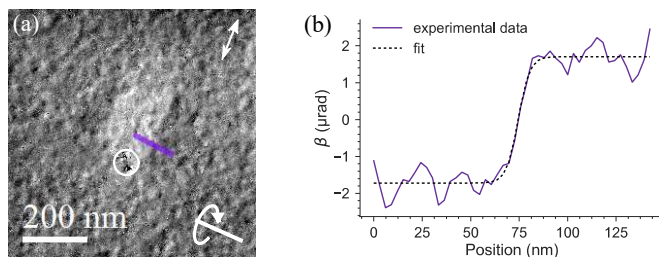 (a)
200 nm
(b)
experimental data
fit
β (μrad)
2
1
0
−1
−2
0 25 50 75 100 125
Position (nm)